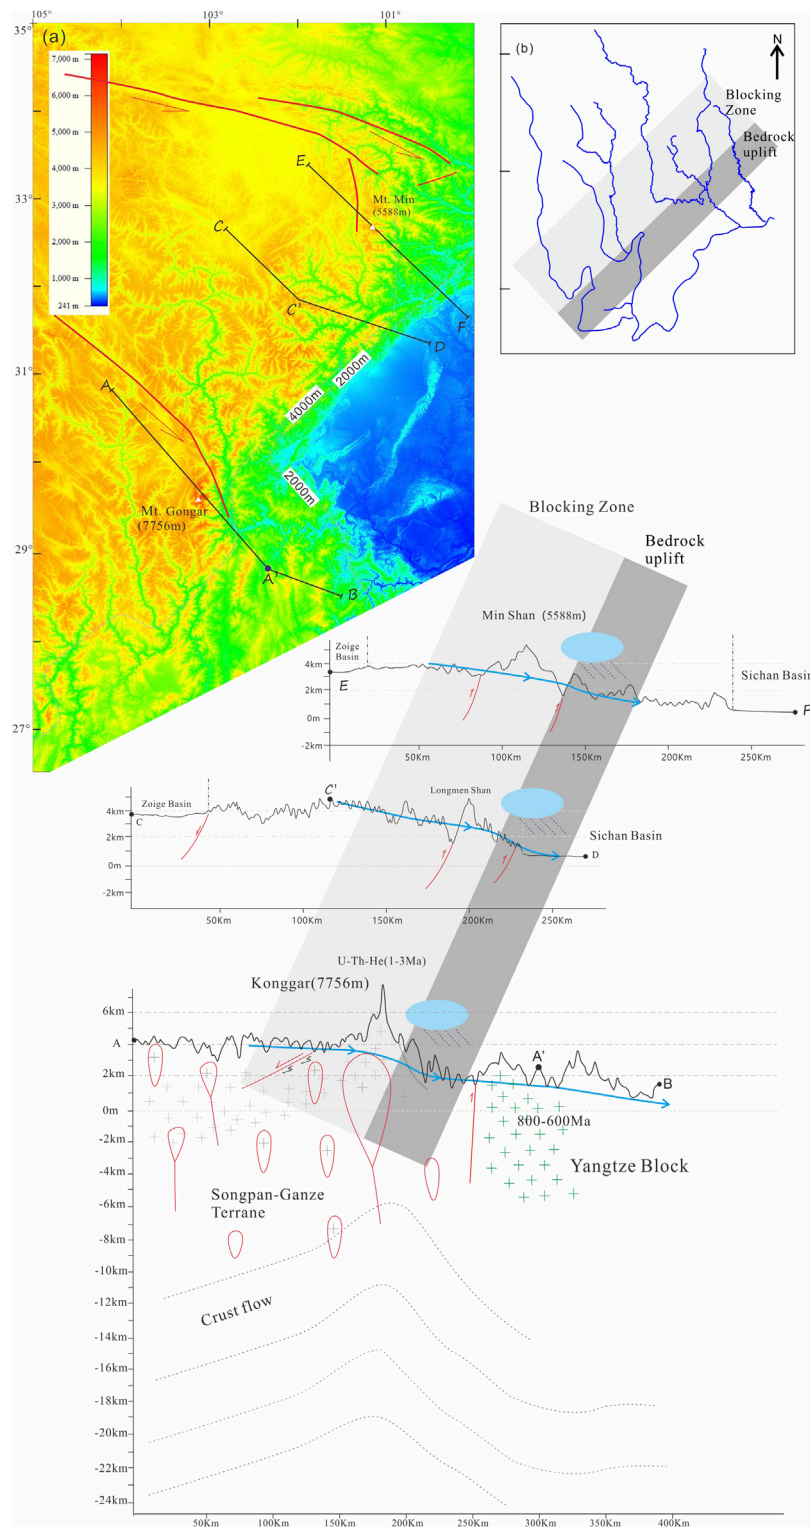 105°
103°
101°
35°
(a)
7,000 m
6,000 m
5,000 m
4,000 m
3,000 m
2,000 m
1,000 m
241 m
33°
31°
29°
27°
E
Mt. Min
(5588m)
C
C'
F
D
A
4000m
2000m
2000m
Mt. Gongar
(7756m)
A'
B
(b)
N
Blocking
Zone
Bedrock
uplift
Blocking Zone
Bedrock
uplift
Min Shan (5588m)
Zoige
Basin
4km
2km
0m
-2km
E
Sichan Basin
F
50Km
100Km
150Km
200Km
250Km
Zoige Basin
C'
Longmen Shan
4km
2km
0m
-2km
C
Sichan Basin
D
50Km
100Km
150Km
200Km
250Km
U-Th-He(1-3Ma)
Konggar(7756m)
6km
A
4km
2km
0m
-2km
-4km
-6km
-8km
-10km
-12km
-14km
-16km
-18km
-20km
-22km
-24km
A'
B
800-600Ma
Yangtze Block
Songpan-Ganze
Terrane
Crust flow
50Km
100Km
150Km
200Km
250Km
300Km
350Km
400Km